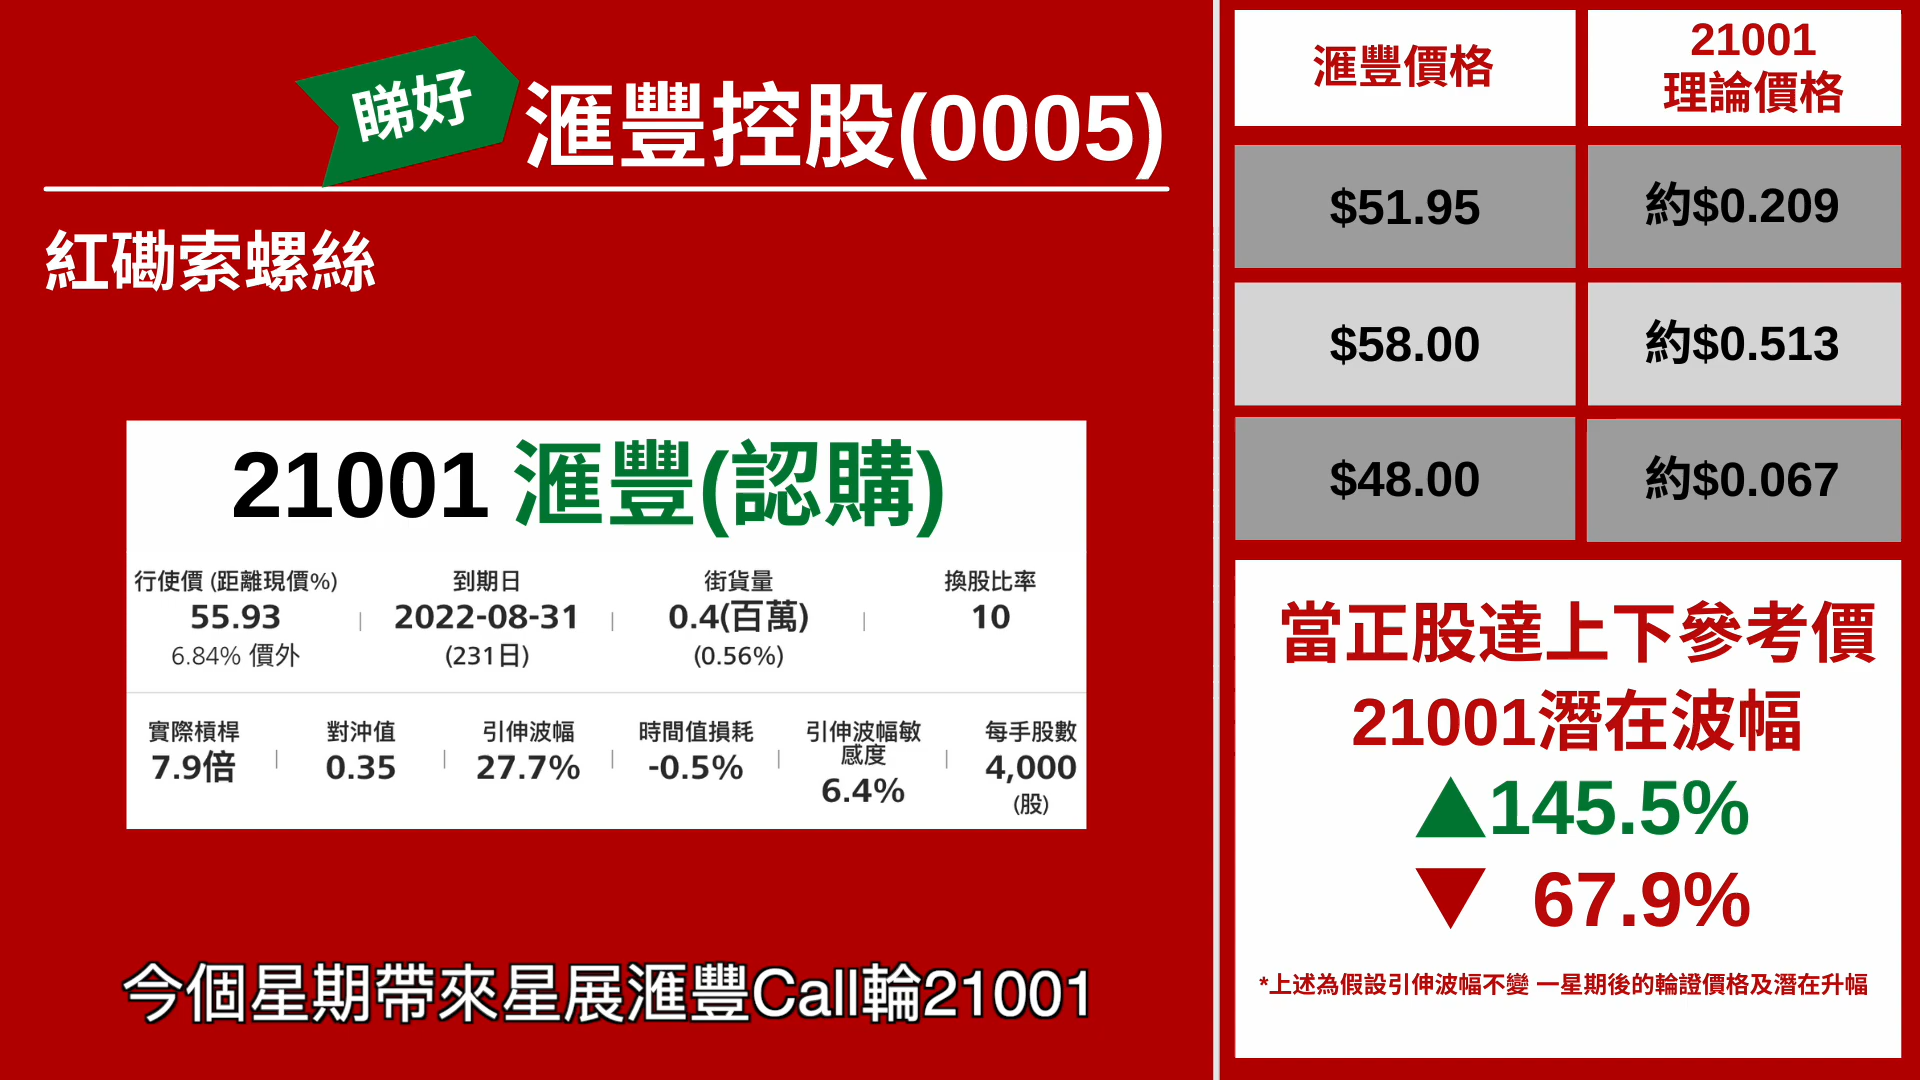 睇好
滙豐控股(0005)
紅磡索螺絲
21001 滙豐(認購)
行使價 (距離現價%)
55.93
6.84% 價外
到期日
2022-08-31
(231日)
街貨量
0.4(百萬)
(0.56%)
換股比率
10
實際槓桿
7.9倍
對沖值
0.35
引伸波幅
27.7%
時間值損耗
-0.5%
引伸波幅敏
感度
6.4%
每手股數
4,000
(股)
今個星期帶來星展滙豐Call輪21001
滙豐價格
21001
理論價格
$51.95
約$0.209
$58.00
約$0.513
$48.00
約$0.067
當正股達上下參考價
21001潛在波幅
▲145.5%
▼ 67.9%
*上述為假設引伸波幅不變 一星期後的輪證價格及潛在升幅